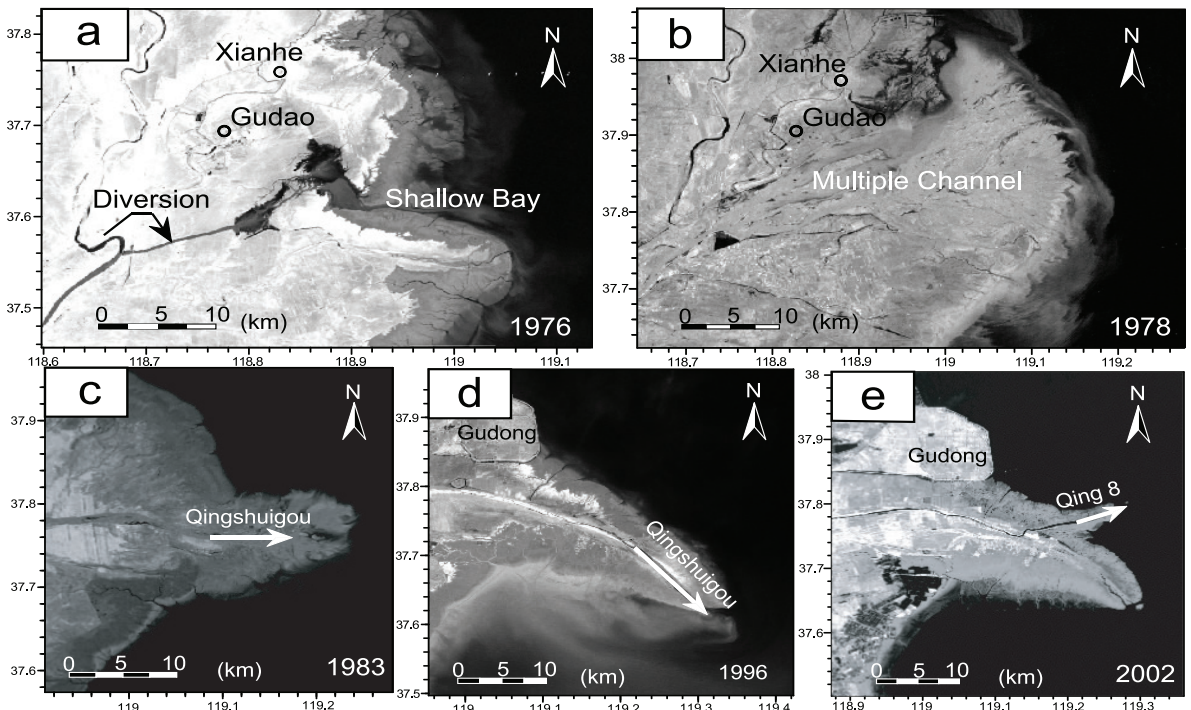 a
N
37.8
37.7
37.6
37.5
Xianhe
Gudao
Diversion
Shallow Bay
0 5 10 (km)
1976
118.6 118.7 118.8 118.9 119 119.1
b
N
38
37.9
37.8
37.7
Xianhe
Gudao
Multiple Channel
0 5 10 (km)
1978
118.7 118.8 118.9 119 119.1 119.2
c
N
37.9
37.8
37.7
37.6
Qingshuigou
0 5 10 (km)
1983
119 119.1 119.2
d
N
37.9
37.8
37.7
37.6
37.5
Gudong
Qingshuigou
0 5 10 (km)
1996
119 119.1 119.2 119.3 119.4
e
N
38
37.9
37.8
37.7
37.6
Gudong
Qing 8
0 5 10 (km)
2002
118.9 119 119.1 119.2 119.3